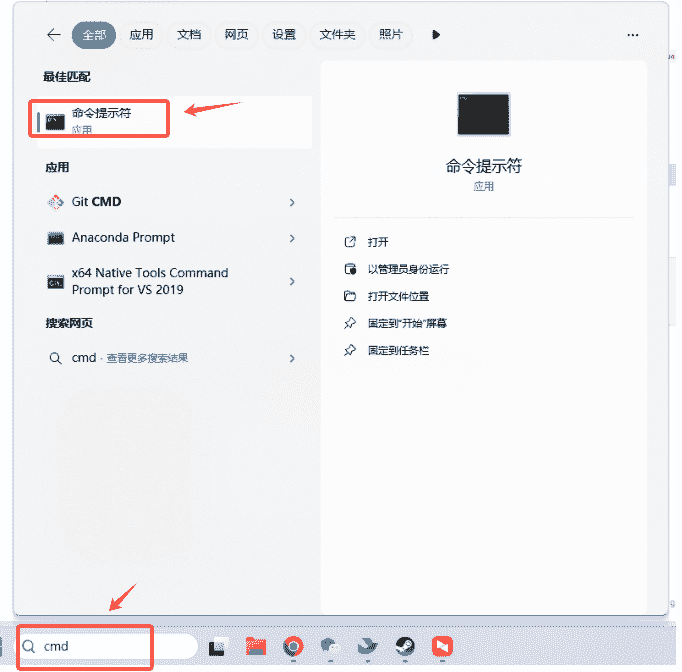 全部 应用 文档 网页 设置 文件夹 照片
最佳匹配
命令提示符
应用
应用
Git CMD
Anaconda Prompt
x64 Native Tools Command
Prompt for VS 2019
搜索网页
cmd - 查看更多搜索结果
命令提示符
应用
打开
以管理员身份运行
打开文件位置
固定到“开始”屏幕
固定到任务栏
cmd